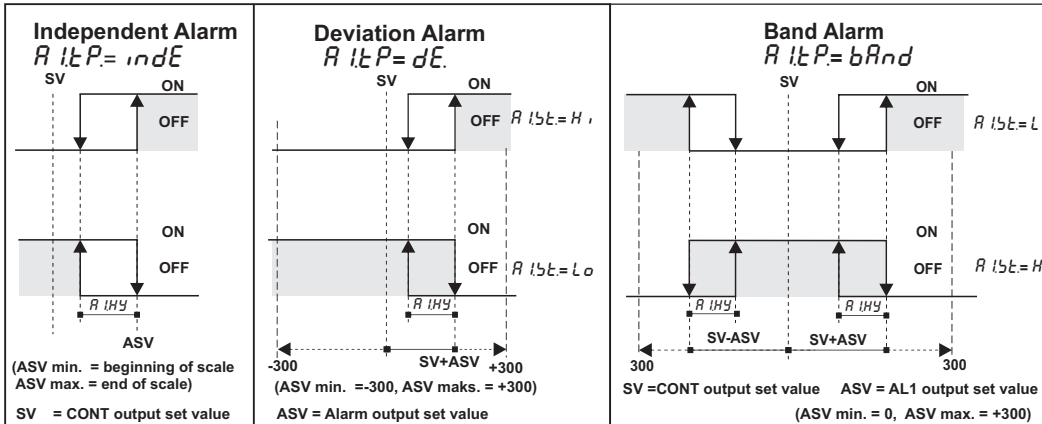 Independent Alarm
A1.tP.= indE
SV
ON
OFF
ON
OFF
A1.HY
ASV
(ASV min. = beginning of scale
ASV max. = end of scale)
SV = CONT output set value
Deviation Alarm
A1.tP= dE.
SV
ON
OFF
A1.St.= Hi
ON
OFF
A1.St.= Lo
A1.HY
SV+ASV
-300
+300
(ASV min. =-300, ASV maks. = +300)
ASV = Alarm output set value
Band Alarm
A1.tP.= bAnd
SV
ON
OFF
A1.St.= L
ON
OFF
A1.St.= H
A1.HY
A1.HY
SV-ASV
SV+ASV
300
300
SV =CONT output set value ASV = AL1 output set value
(ASV min. = 0, ASV max. = +300)